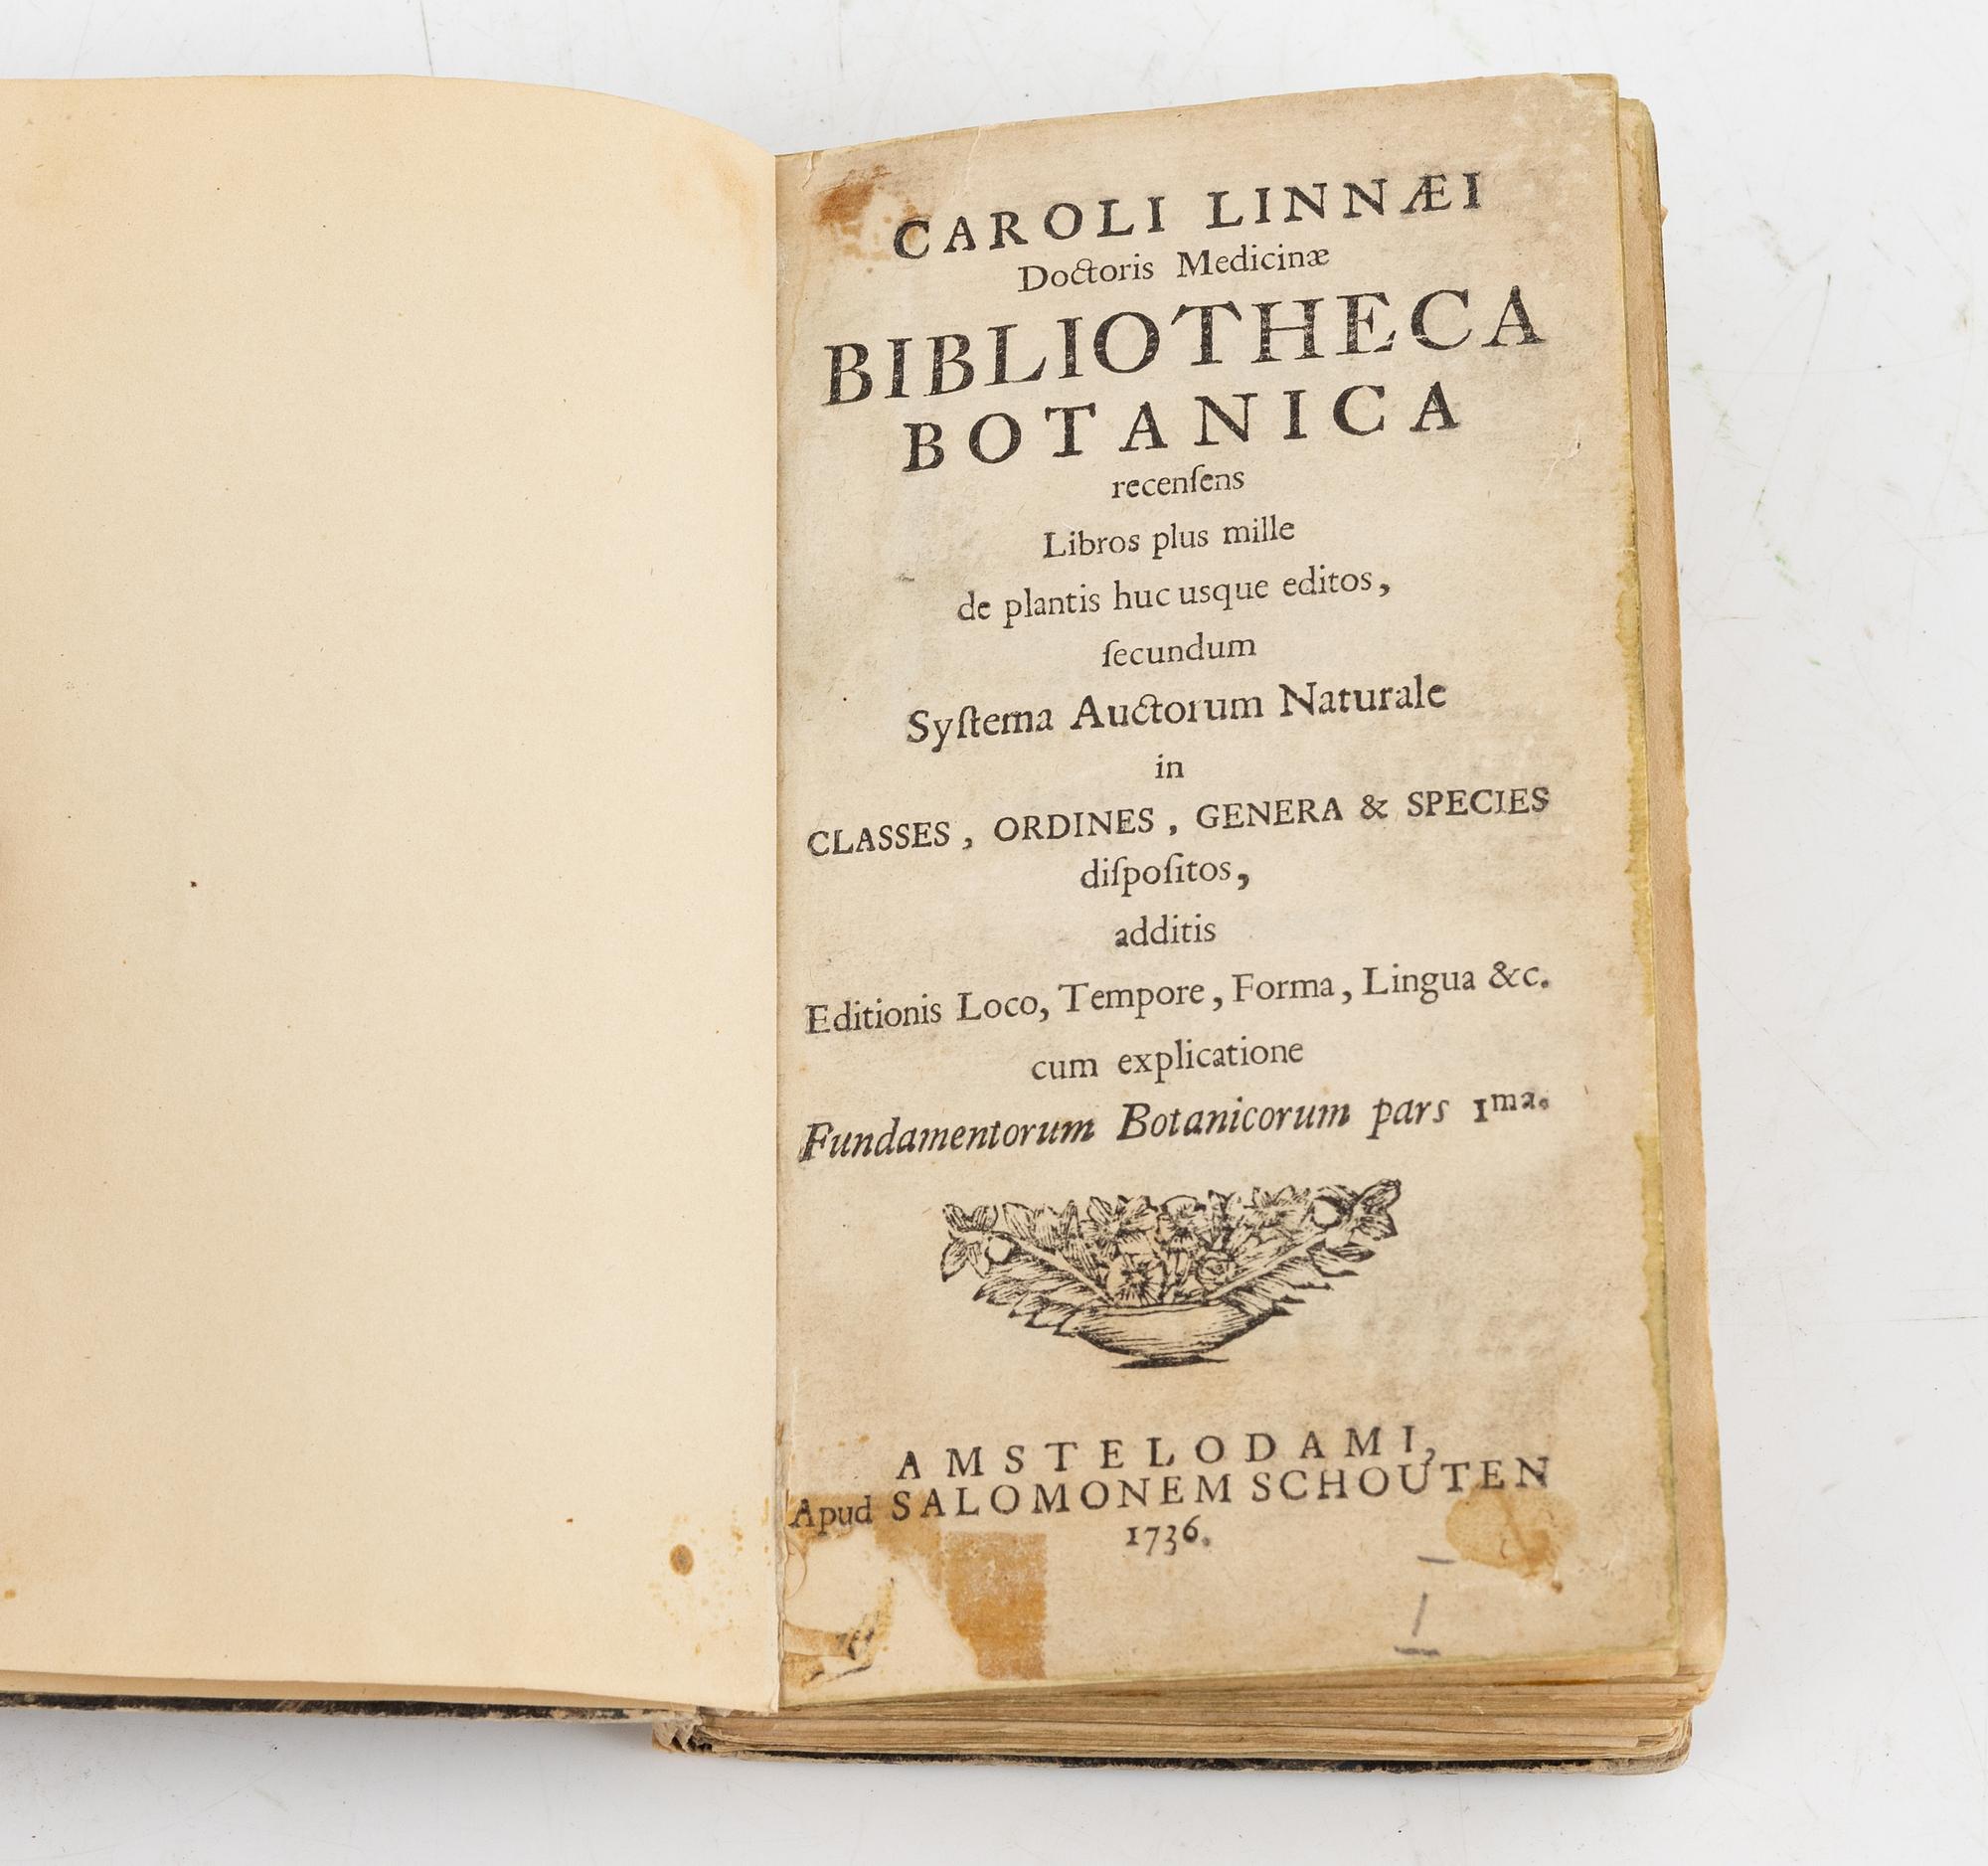 CAROLI LINNÆI
Doctoris Medicinæ
BIBLIOTHECA
BOTANICA
recenſens
Libros plus mille
de plantis huc usque editos,
ſecundum
Syſtema Auctorum Naturale
in
CLASSES, ORDINES, GENERA & SPECIES
diſpoſitos,
additis
Editionis Loco, Tempore, Forma, Lingua &c.
cum explicatione
Fundamentorum Botanicorum pars 1ma.
AMSTELODAMI,
Apud SALOMONEM SCHOUTEN
1736.